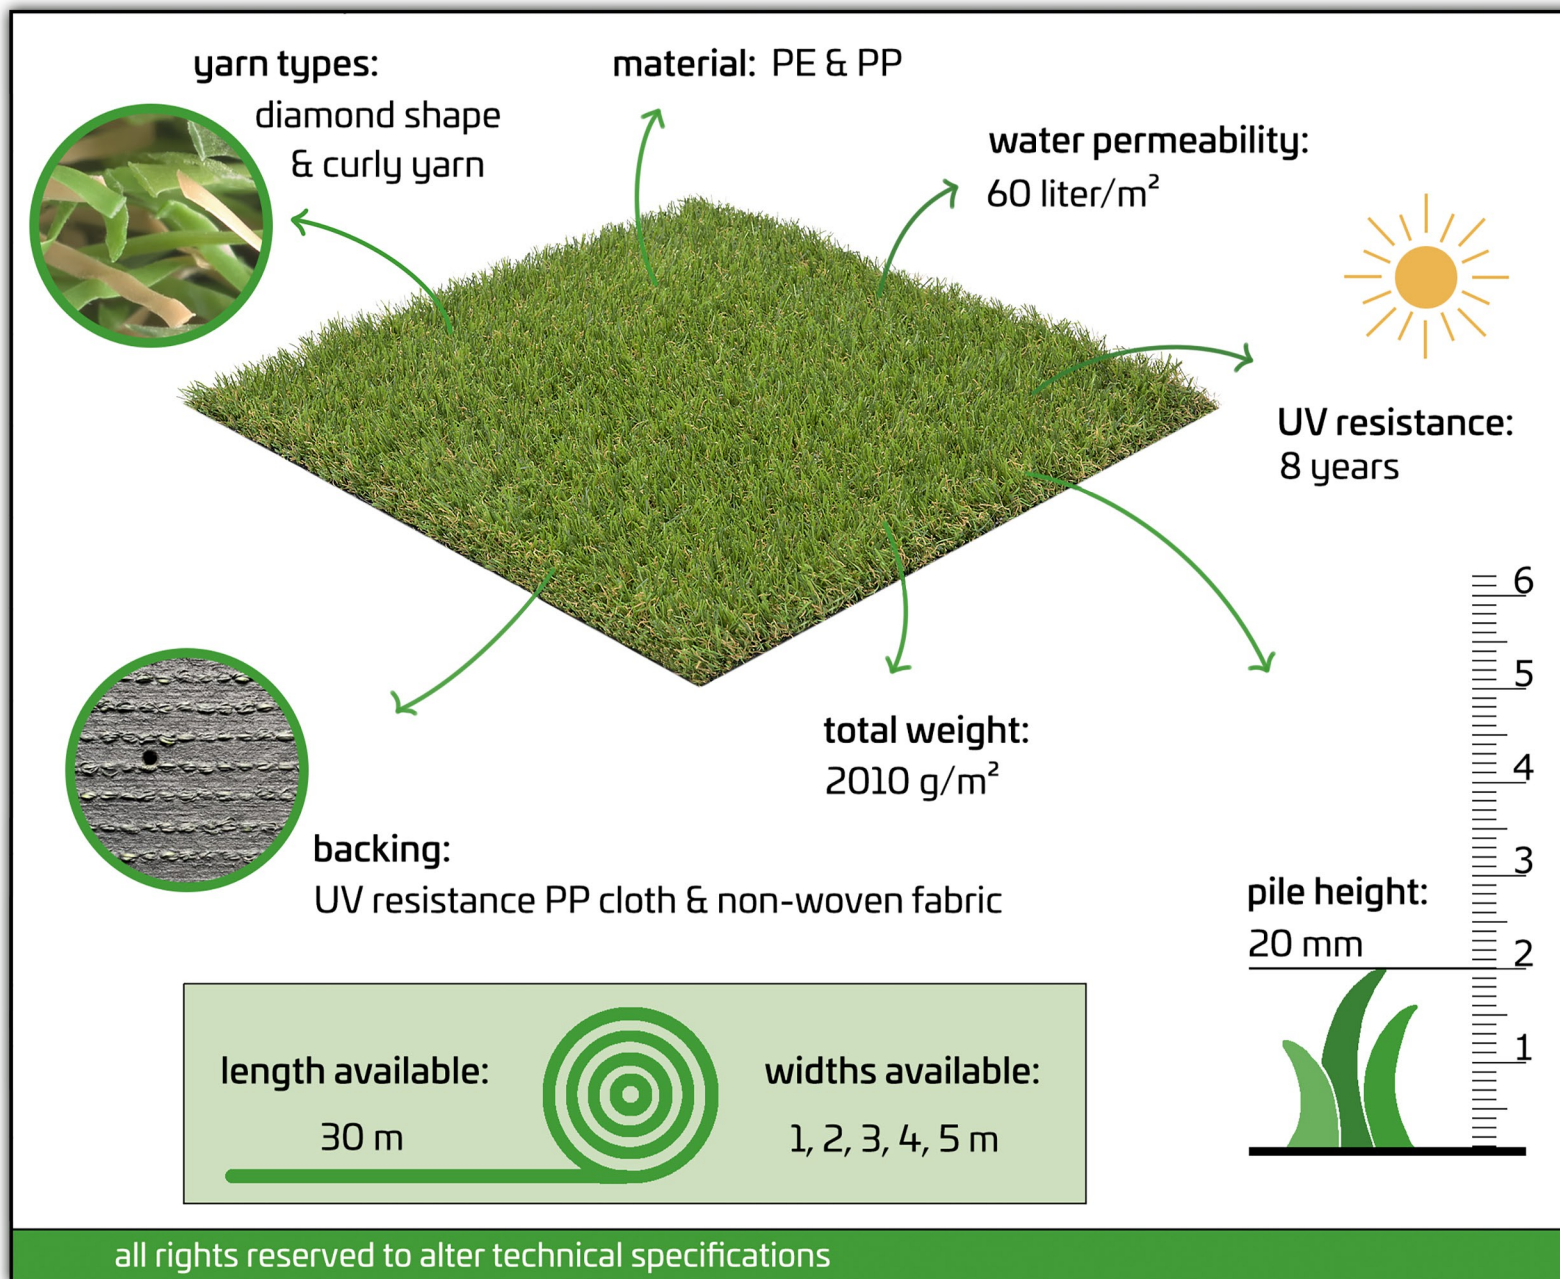 yarn types:
diamond shape
& curly yarn
material: PE & PP
water permeability:
60 liter/m²
UV resistance:
8 years
total weight:
2010 g/m²
backing:
UV resistance PP cloth & non-woven fabric
pile height:
20 mm
6
5
4
3
2
1
length available:
30 m
widths available:
1, 2, 3, 4, 5 m
all rights reserved to alter technical specifications